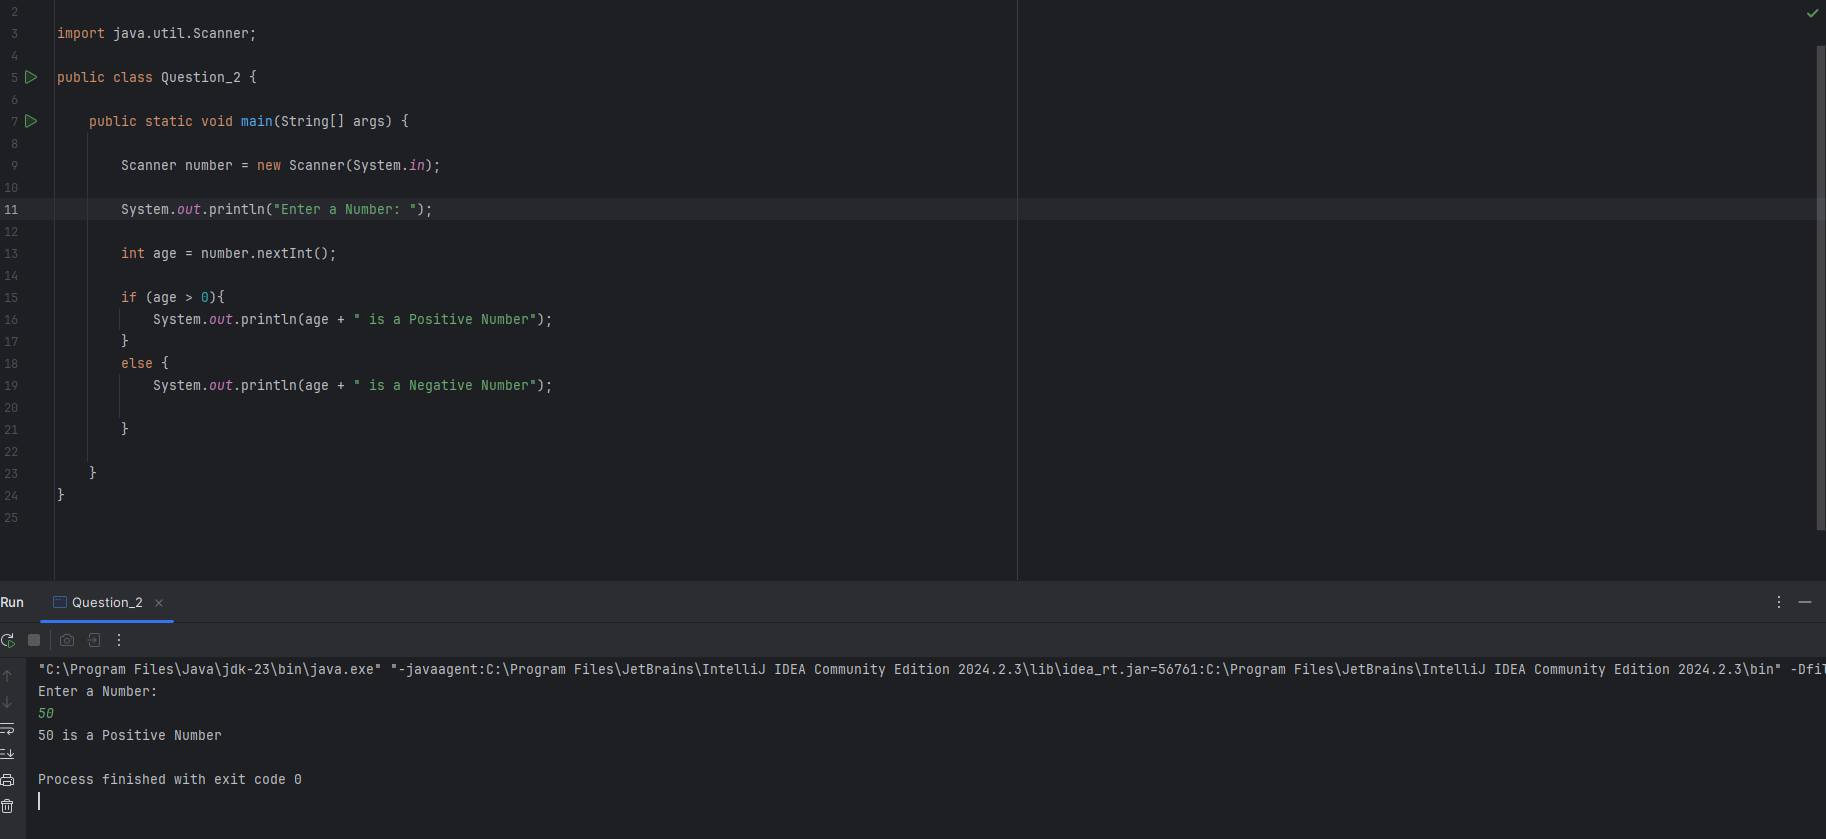 2
3 import java.util.Scanner;
4
5 public class Question_2 {
6
7 public static void main(String[] args) {
8
9 Scanner number = new Scanner(System.in);
10
11 System.out.println("Enter a Number: ");
12
13 int age = number.nextInt();
14
15 if (age > 0){
16 System.out.println(age + " is a Positive Number");
17 }
18 else {
19 System.out.println(age + " is a Negative Number");
20
21 }
22
23 }
24 }
25
Run Question_2
"C:\Program Files\Java\jdk-23\bin\java.exe" "-javaagent:C:\Program Files\JetBrains\IntelliJ IDEA Community Edition 2024.2.3\lib\idea_rt.jar=56761:C:\Program Files\JetBrains\IntelliJ IDEA Community Edition 2024.2.3\bin" -Dfil
Enter a Number:
50
50 is a Positive Number
Process finished with exit code 0